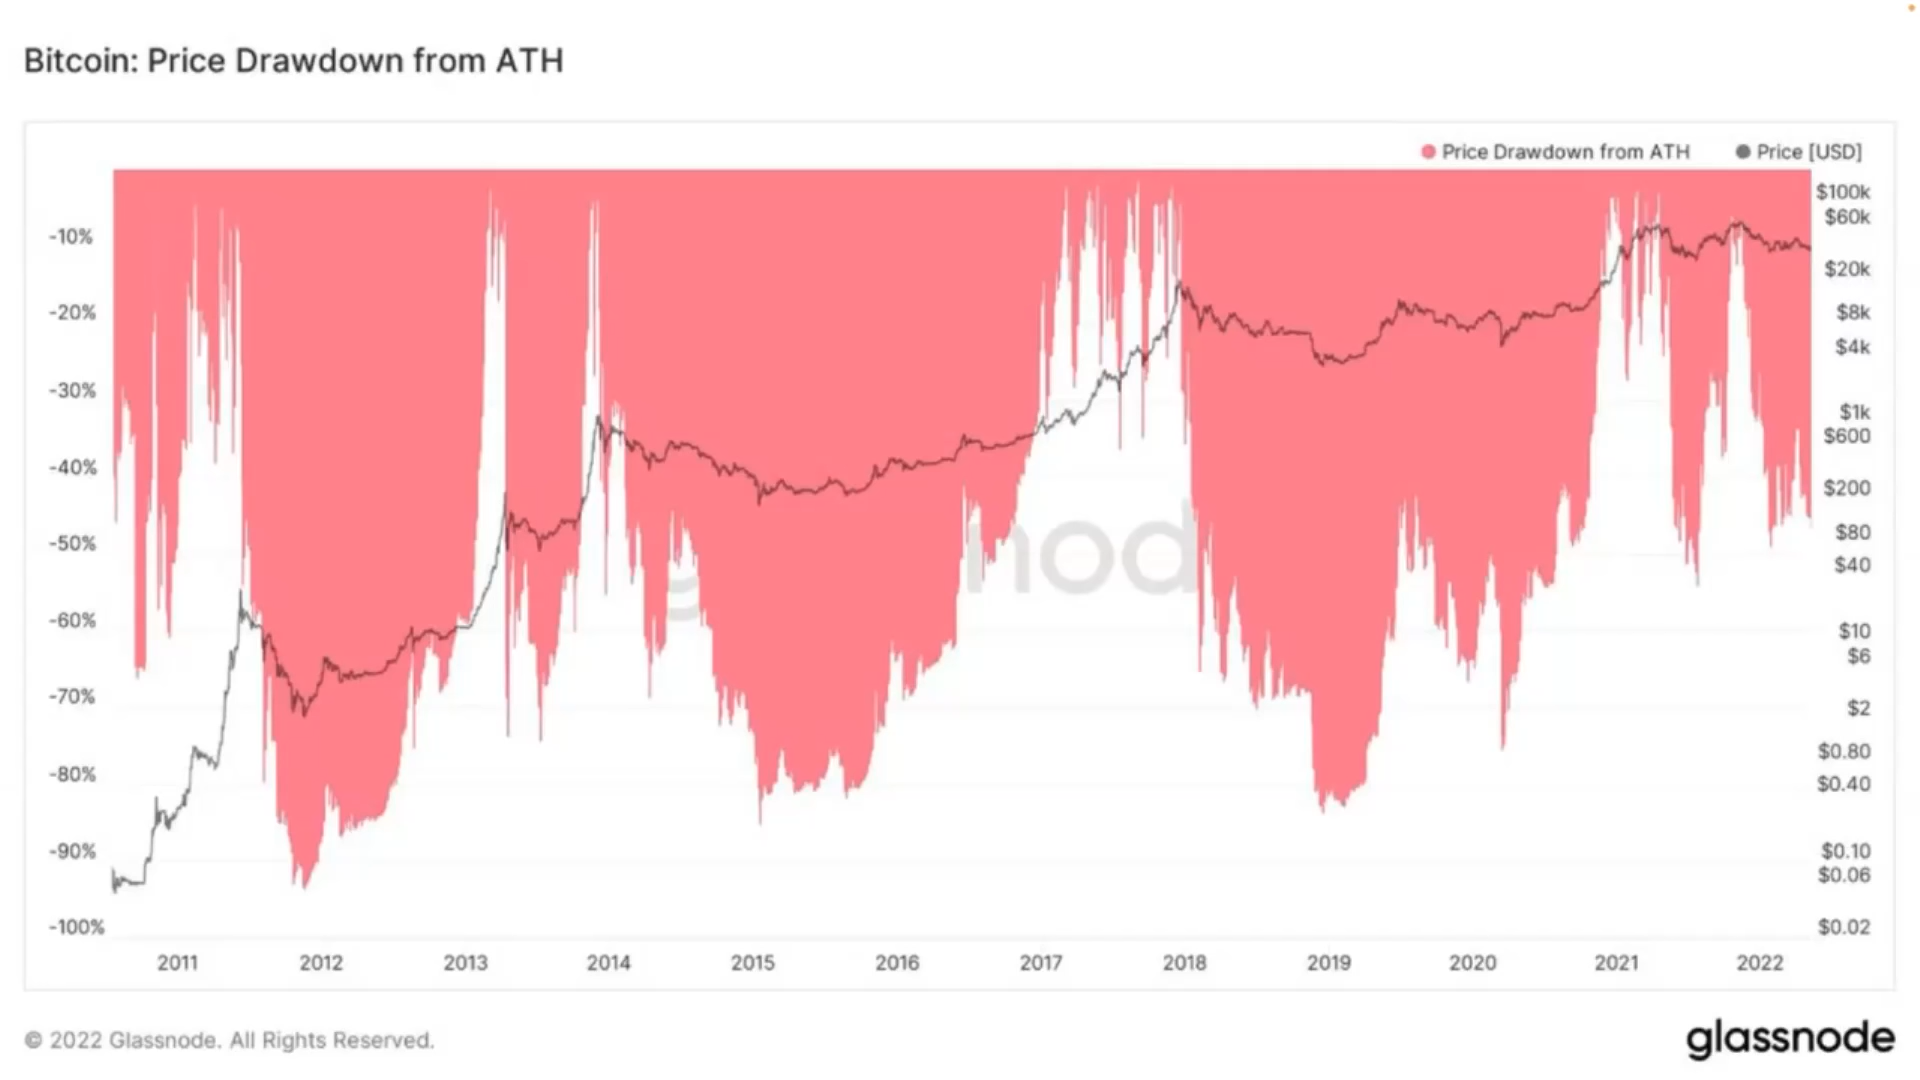 Bitcoin: Price Drawdown from ATH
Price Drawdown from ATH
Price [USD]
-10%
-20%
-30%
-40%
-50%
-60%
-70%
-80%
-90%
-100%
$100k
$60k
$20k
$8k
$4k
$1k
$600
$200
$80
$40
$10
$6
$2
$0.80
$0.40
$0.10
$0.06
$0.02
2011 2012 2013 2014 2015 2016 2017 2018 2019 2020 2021 2022
© 2022 Glassnode. All Rights Reserved.
glassnode